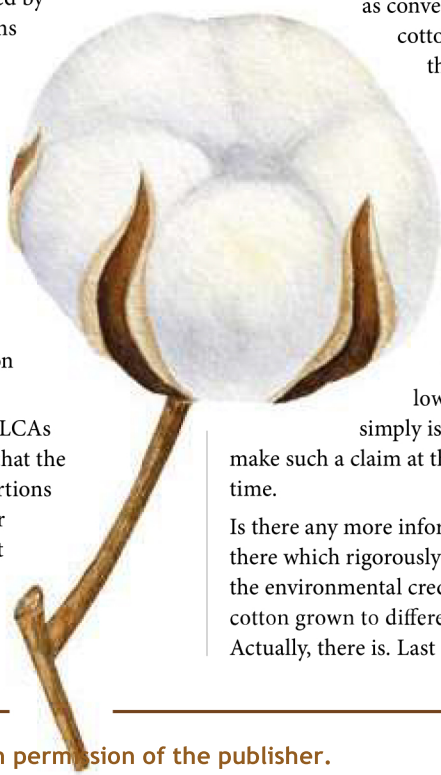 ed by
ns
on
LCAs
hat the
rtions
r
t
as conve
cotto
th
low
simply is
make such a claim at th
time.
Is there any more infor
there which rigorously
the environmental cred
cotton grown to differe
Actually, there is. Last
n permission of the publisher.